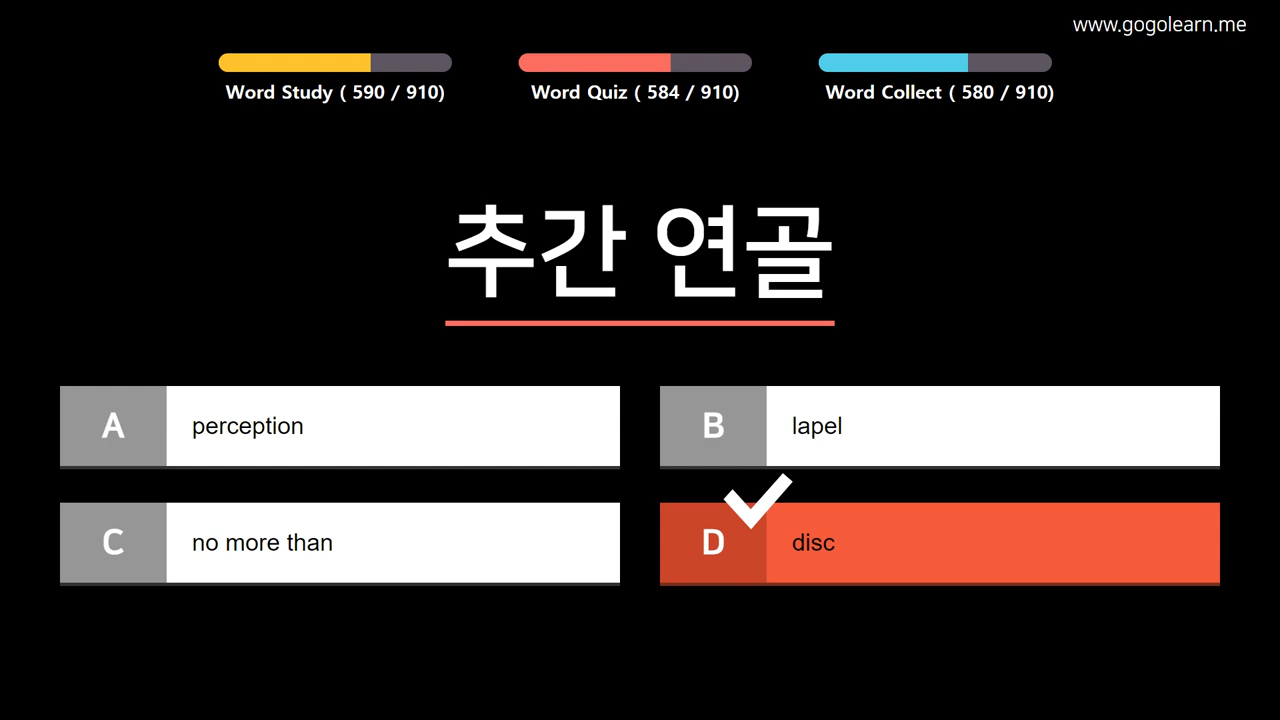 www.gogolearn.me
Word Study ( 590 / 910)
Word Quiz ( 584 / 910)
Word Collect ( 580 / 910)
추간 연골
A perception
B lapel
C no more than
D disc